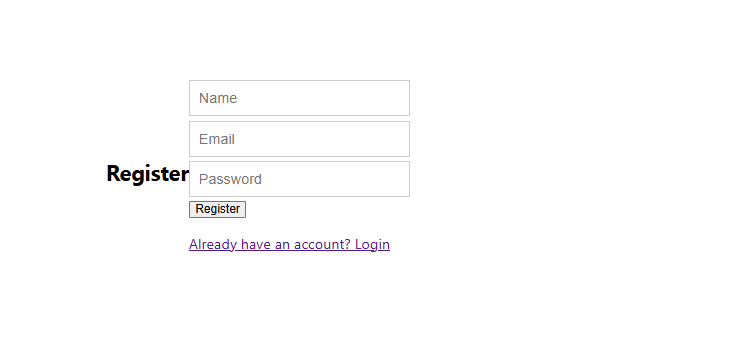 Register
Name
Email
Password
Register
Already have an account? Login